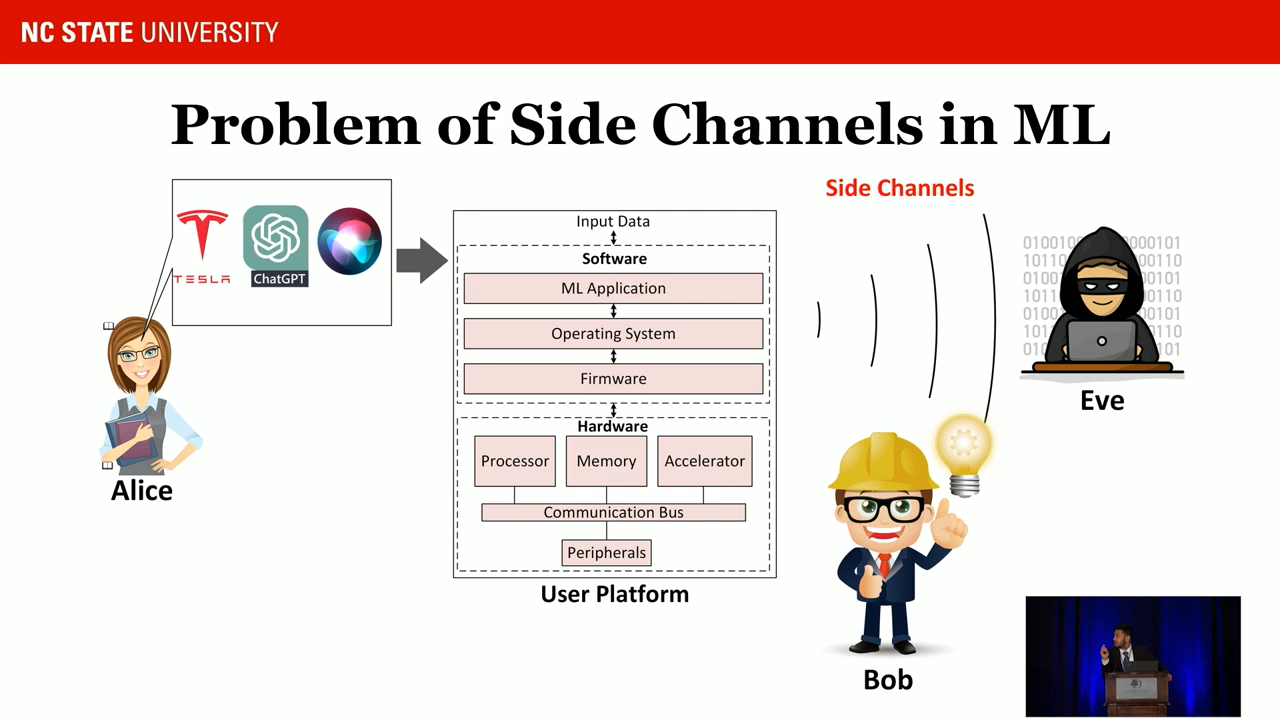 NC STATE UNIVERSITY
Problem of Side Channels in ML
TESLA
ChatGPT
Alice
Input Data
Software
ML Application
Operating System
Firmware
Hardware
Processor
Memory
Accelerator
Communication Bus
Peripherals
User Platform
Side Channels
Eve
Bob